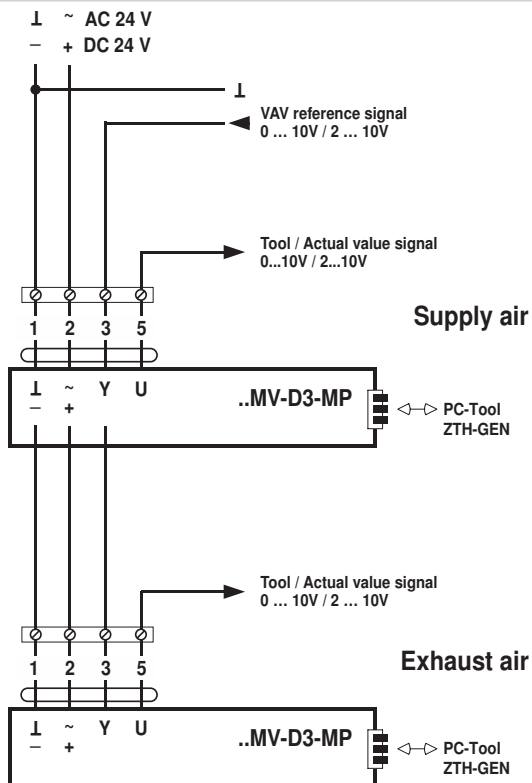 ⊥ ~ AC 24 V
– + DC 24 V
⊥
VAV reference signal
0 ... 10V / 2 ... 10V
Tool / Actual value signal
0...10V / 2...10V
Supply air
1 2 3 5
⊥ ~ Y U
– +
..MV-D3-MP
PC-Tool
ZTH-GEN
Tool / Actual value signal
0 ... 10V / 2 ... 10V
Exhaust air
1 2 3 5
⊥ ~ Y U
– +
..MV-D3-MP
PC-Tool
ZTH-GEN